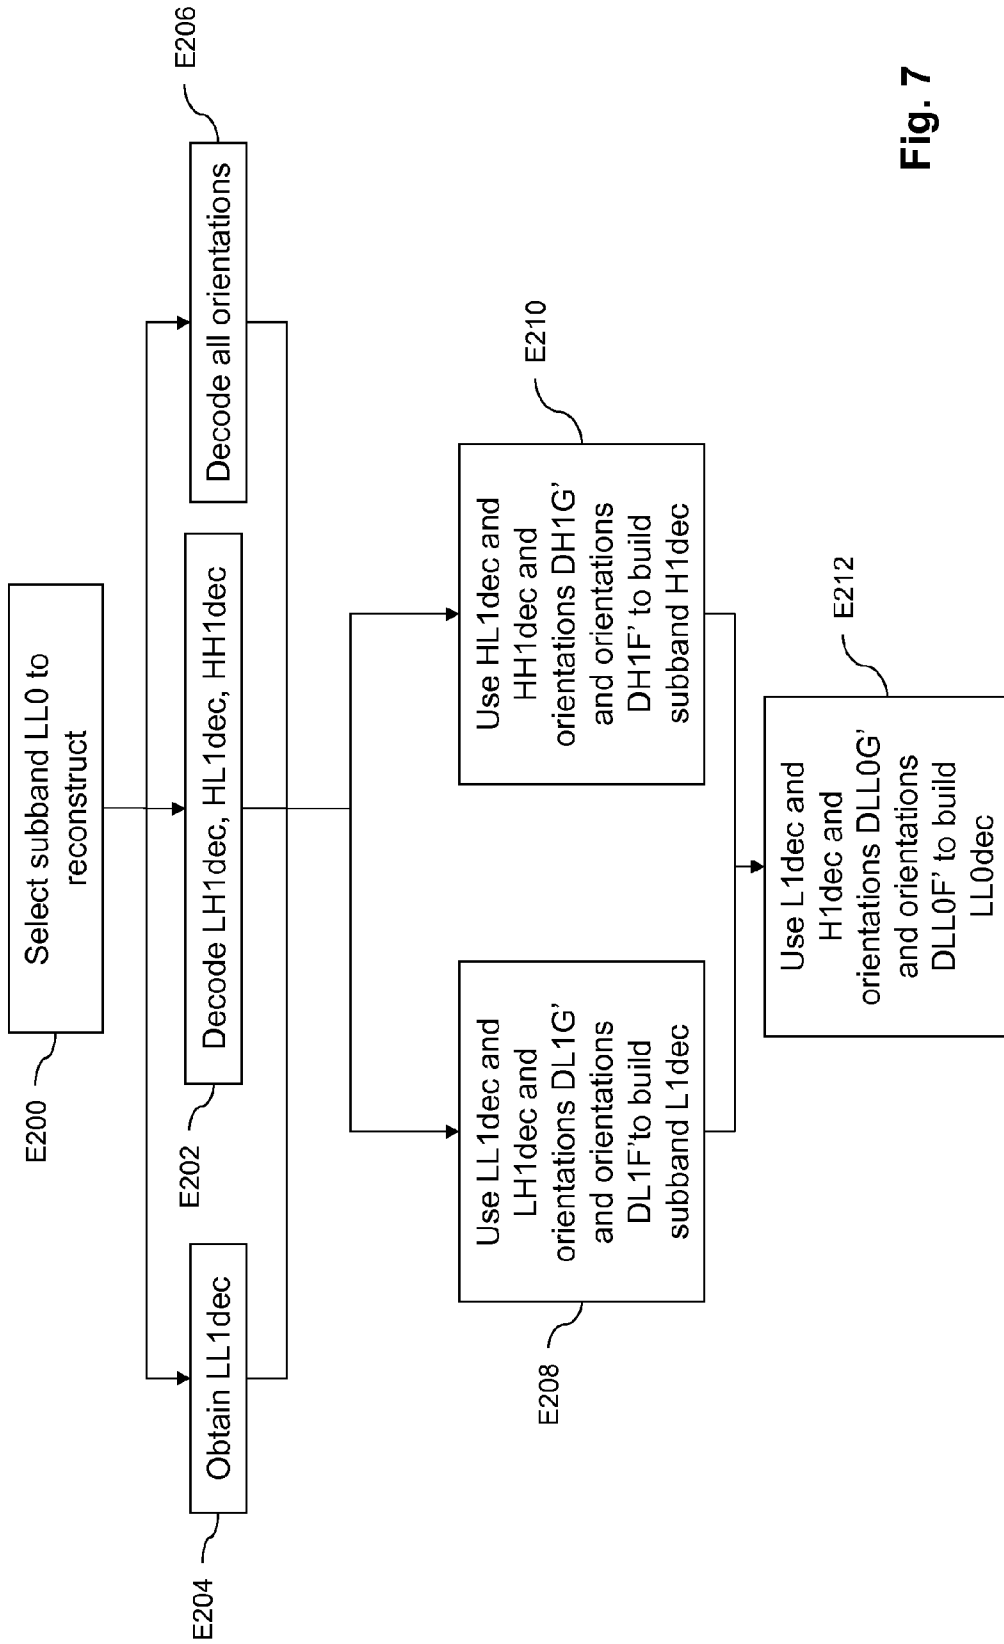 Select subband LL0 to
reconstruct
E200
Obtain LL1dec
E204
Decode LH1dec, HL1dec, HH1dec
E202
Decode all orientations
E206
Use LL1dec and
LH1dec and
orientations DL1G’
and orientations
DL1F’to build
subband L1dec
E208
Use HL1dec and
HH1dec and
orientations DH1G’
and orientations
DH1F’ to build
subband H1dec
E210
Use L1dec and
H1dec and
orientations DLL0G’
and orientations
DLL0F’ to build
LL0dec
E212
Fig. 7